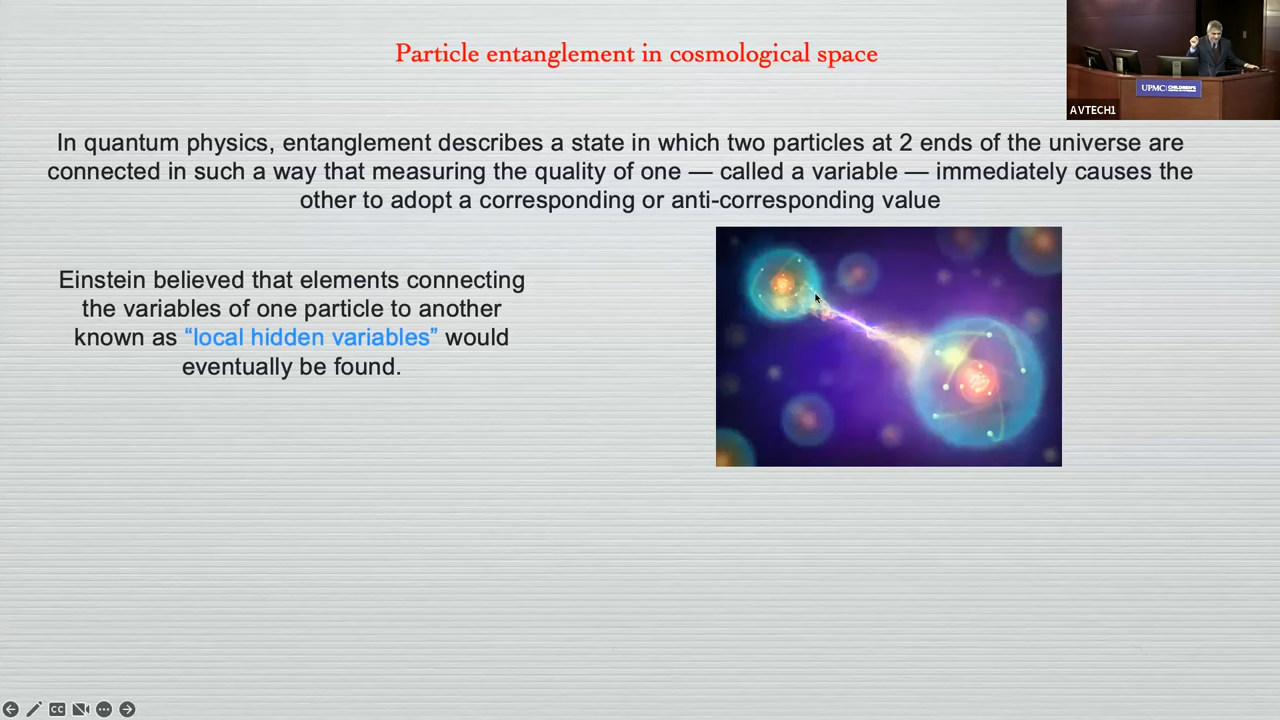 Particle entanglement in cosmological space
In quantum physics, entanglement describes a state in which two particles at 2 ends of the universe are
connected in such a way that measuring the quality of one — called a variable — immediately causes the
other to adopt a corresponding or anti-corresponding value
Einstein believed that elements connecting
the variables of one particle to another
known as “local hidden variables” would
eventually be found.
UPMC CHILDREN'S
AVTECH1
CC